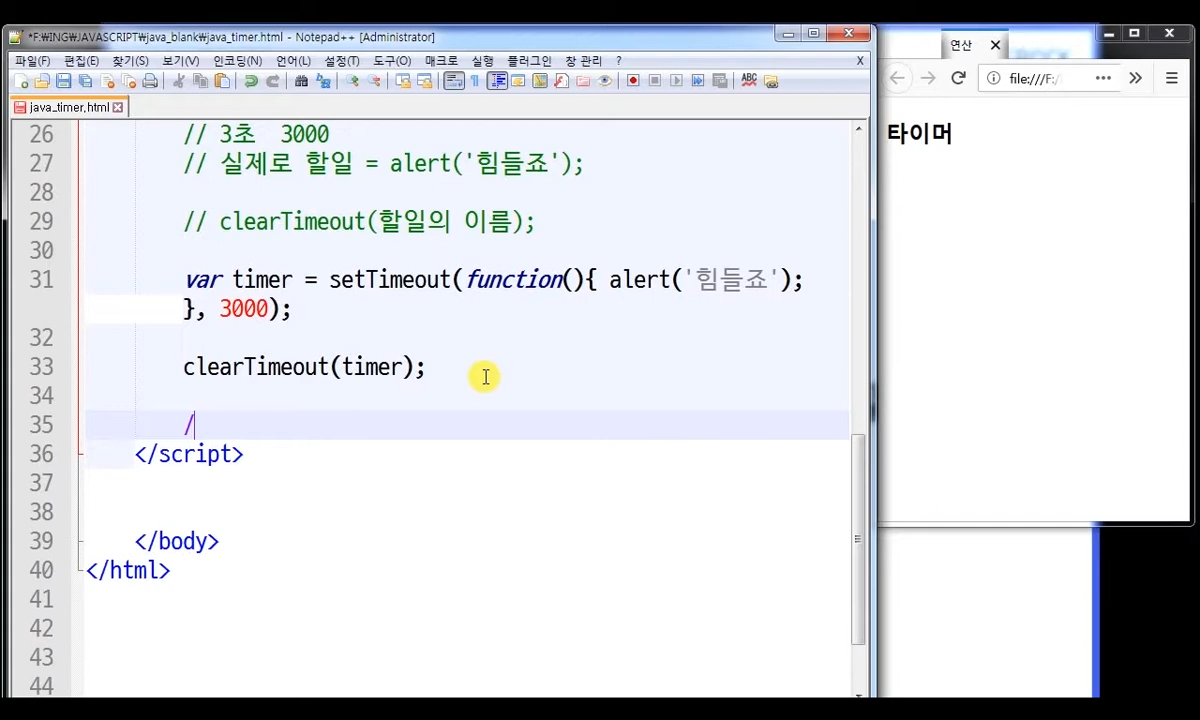 *F:₩ING₩JAVASCRIPT₩java_blank₩java_timer.html - Notepad++ [Administrator]
파일(F) 편집(E) 찾기(S) 보기(V) 인코딩(N) 언어(L) 설정(T) 도구(O) 매크로 실행 플러그인 창 관리 ? X
java_timer.html
26 // 3초  3000
27 // 실제로 할일 = alert('힘들죠');
28
29 // clearTimeout(할일의 이름);
30
31 var timer = setTimeout(function(){ alert('힘들죠');
}, 3000);
32
33 clearTimeout(timer);
34
35 /
36 </script>
37
38
39 </body>
40 </html>
41
42
43
44
연산
file:///F:/
타이머